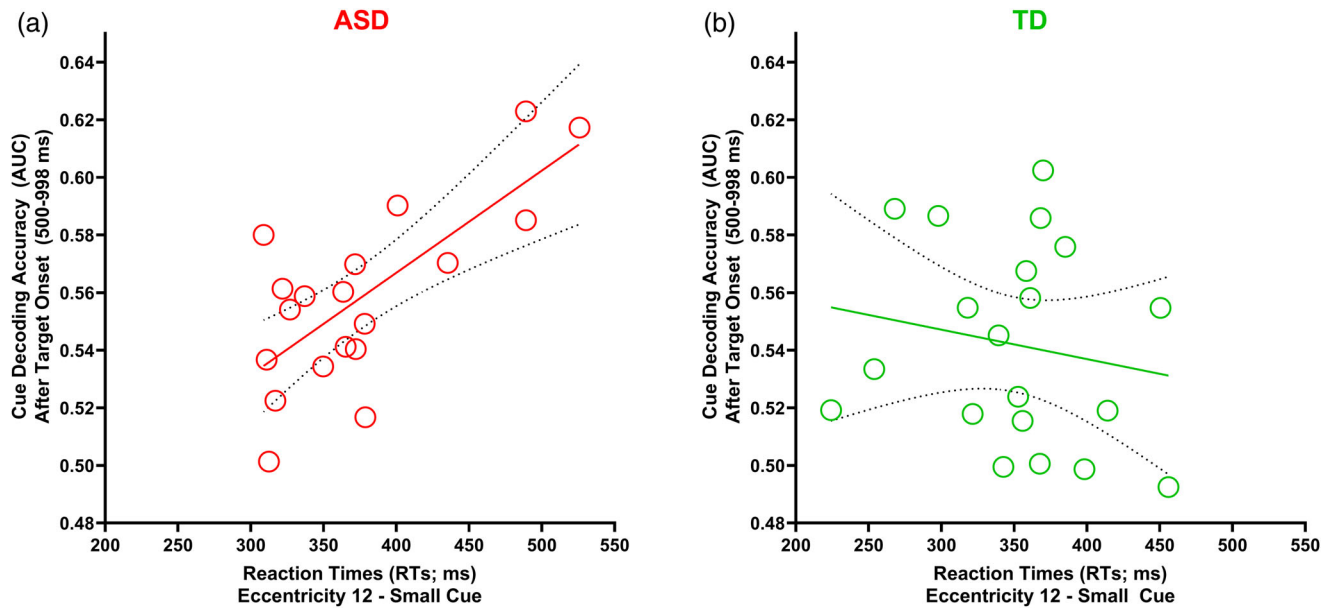 (a)
ASD
Cue Decoding Accuracy (AUC)
After Target Onset (500-998 ms)
0.64
0.62
0.60
0.58
0.56
0.54
0.52
0.50
0.48
200 250 300 350 400 450 500 550
Reaction Times (RTs; ms)
Eccentricity 12 - Small Cue
(b)
TD
Cue Decoding Accuracy (AUC)
After Target Onset (500-998 ms)
0.64
0.62
0.60
0.58
0.56
0.54
0.52
0.50
0.48
200 250 300 350 400 450 500 550
Reaction Times (RTs; ms)
Eccentricity 12 - Small Cue